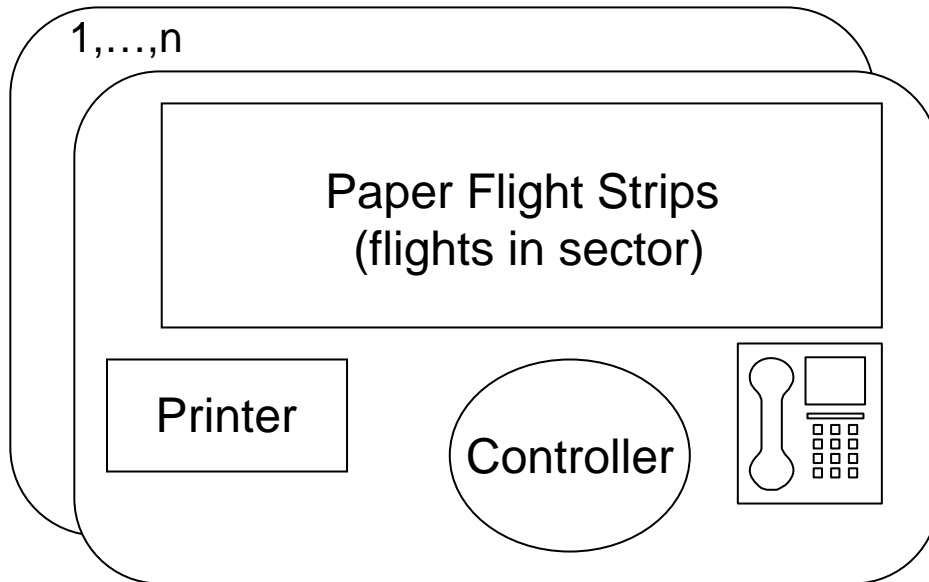 1,…,n
Paper Flight Strips
(flights in sector)
Printer
Controller